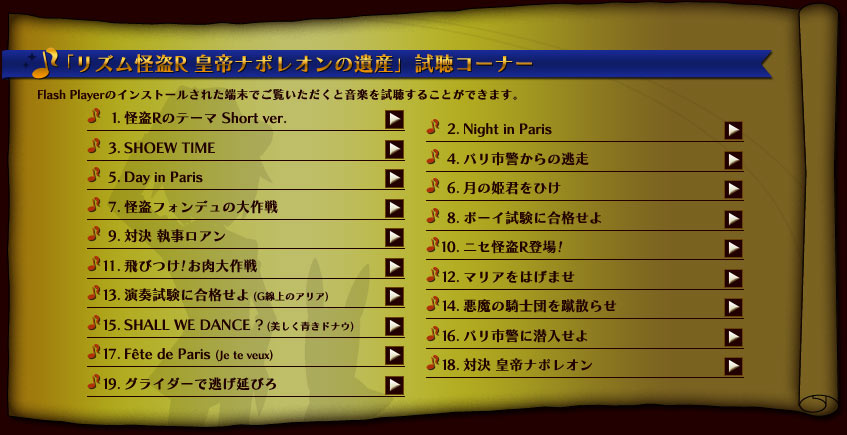 「リズム怪盗R 皇帝ナポレオンの遺産」試聴コーナー
Flash Playerのインストールされた端末でご覧いただくと音楽を試聴することができます。
1. 怪盗Rのテーマ Short ver.
2. Night in Paris
3. SHOEW TIME
4. パリ市警からの逃走
5. Day in Paris
6. 月の姫君をひけ
7. 怪盗フォンデュの大作戦
8. ボーイ試験に合格せよ
9. 対決 執事ロアン
10. ニセ怪盗R登場!
11. 飛びつけ!お肉大作戦
12. マリアをはげませ
13. 演奏試験に合格せよ (G線上のアリア)
14. 悪魔の騎士団を蹴散らせ
15. SHALL WE DANCE ? (美しく青きドナウ)
16. パリ市警に潜入せよ
17. Fête de Paris (Je te veux)
18. 対決 皇帝ナポレオン
19. グライダーで逃げ延びろ